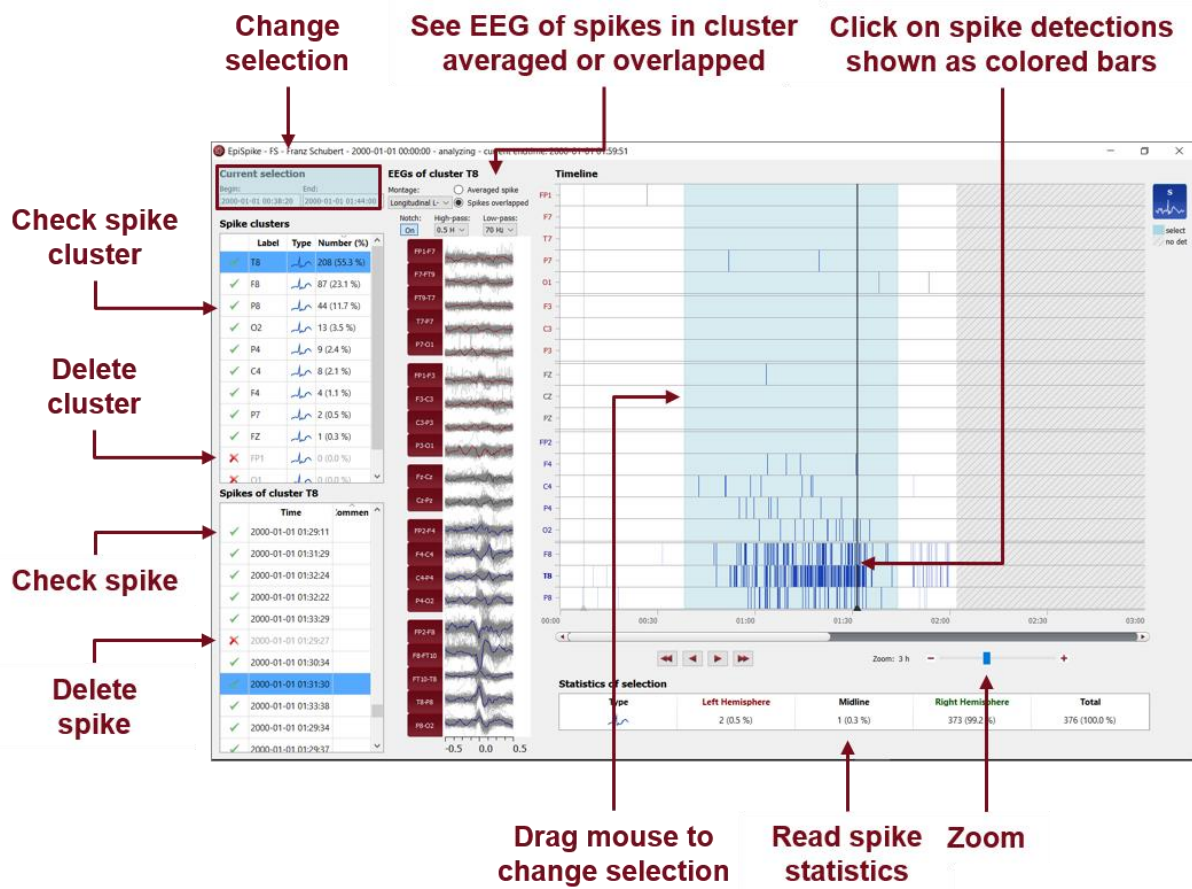 Change
selection
See EEG of spikes in cluster
averaged or overlapped
Click on spike detections
shown as colored bars
Check spike
cluster
Delete
cluster
Check spike
Delete
spike
EpiSpike - FS - Franz Schubert - 2000-01-01 00:00:00 - analyzing - current endtime: 2000-01-01 01:59:51
Current selection
Begin: End:
2000-01-01 00:38:20 2000-01-01 01:44:00
Spike clusters
Label Type Number (%)
T8 208 (55.3 %)
F8 87 (23.1 %)
P8 44 (11.7 %)
O2 13 (3.5 %)
P4 9 (2.4 %)
C4 8 (2.1 %)
F4 4 (1.1 %)
P7 2 (0.5 %)
FZ 1 (0.3 %)
FP1 0 (0.0 %)
O1 0 (0.0 %)
Spikes of cluster T8
Time commen
2000-01-01 01:29:11
2000-01-01 01:31:29
2000-01-01 01:32:24
2000-01-01 01:32:22
2000-01-01 01:33:29
2000-01-01 01:29:27
2000-01-01 01:30:34
2000-01-01 01:31:30
2000-01-01 01:33:38
2000-01-01 01:29:34
2000-01-01 01:29:37
EEGs of cluster T8
Montage: Averaged spike
Longitudinal L- Spikes overlapped
Notch: High-pass: Low-pass:
On 0.5 H 70 Hz
FP1-F7
F7-FT9
FT9-T7
T7-P7
P7-O1
FP1-F3
F3-C3
C3-P3
P3-O1
Fz-Cz
Cz-Pz
FP2-F4
F4-C4
C4-P4
P4-O2
FP2-F8
F8-FT10
FT10-T8
T8-P8
P8-O2
-0.5 0.0 0.5
Timeline
FP1
F7
T7
P7
O1
F3
C3
P3
FZ
CZ
PZ
FP2
F4
C4
P4
O2
F8
T8
P8
00:00 00:30 01:00 01:30 02:00 02:30 03:00
S
select
no det
Zoom: 3 h - +
Statistics of selection
Type Left Hemisphere Midline Right Hemisphere Total
2 (0.5 %) 1 (0.3 %) 373 (99.2 %) 376 (100.0 %)
Drag mouse to
change selection
Read spike
statistics
Zoom